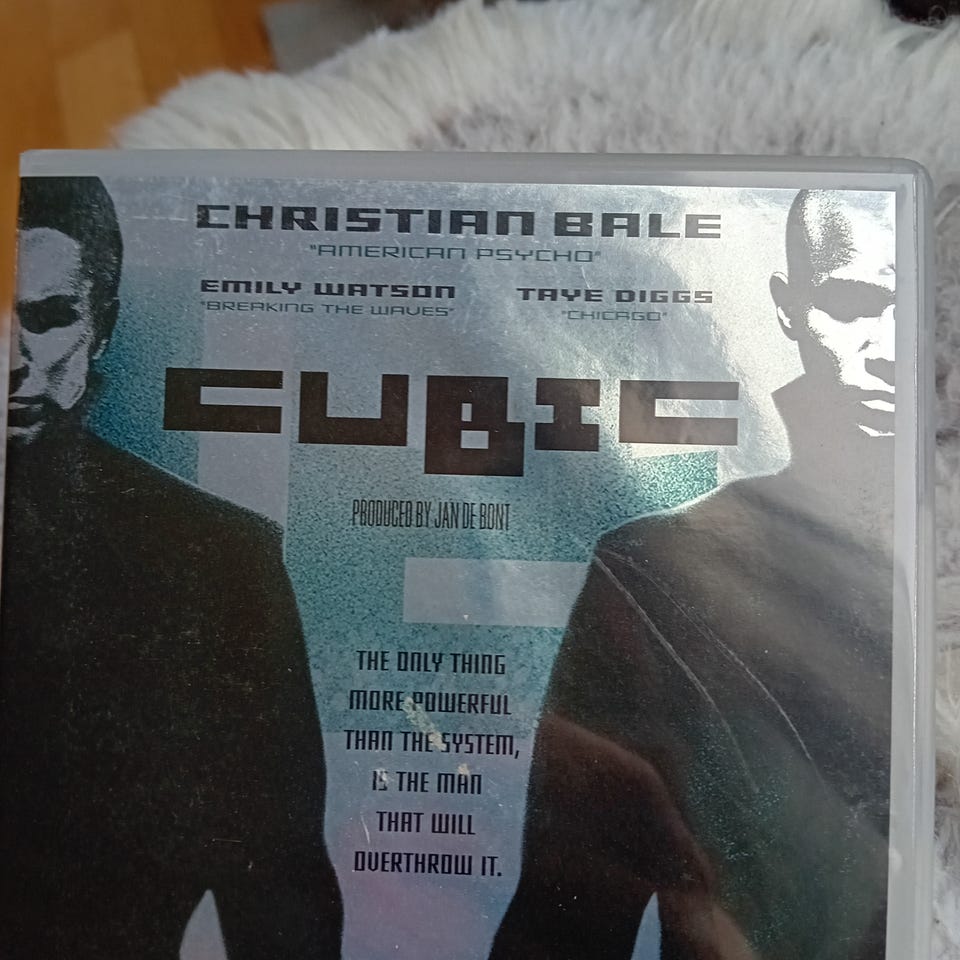 CHRISTIAN BALE
"AMERICAN PSYCHO"
EMILY WATSON TAYE DIGGS
"BREAKING THE WAVES" "CHICAGO"
CUBIC
PRODUCED BY JAN DE BONT
THE ONLY THING
MORE POWERFUL
THAN THE SYSTEM,
IS THE MAN
THAT WILL
OVERTHROW IT.